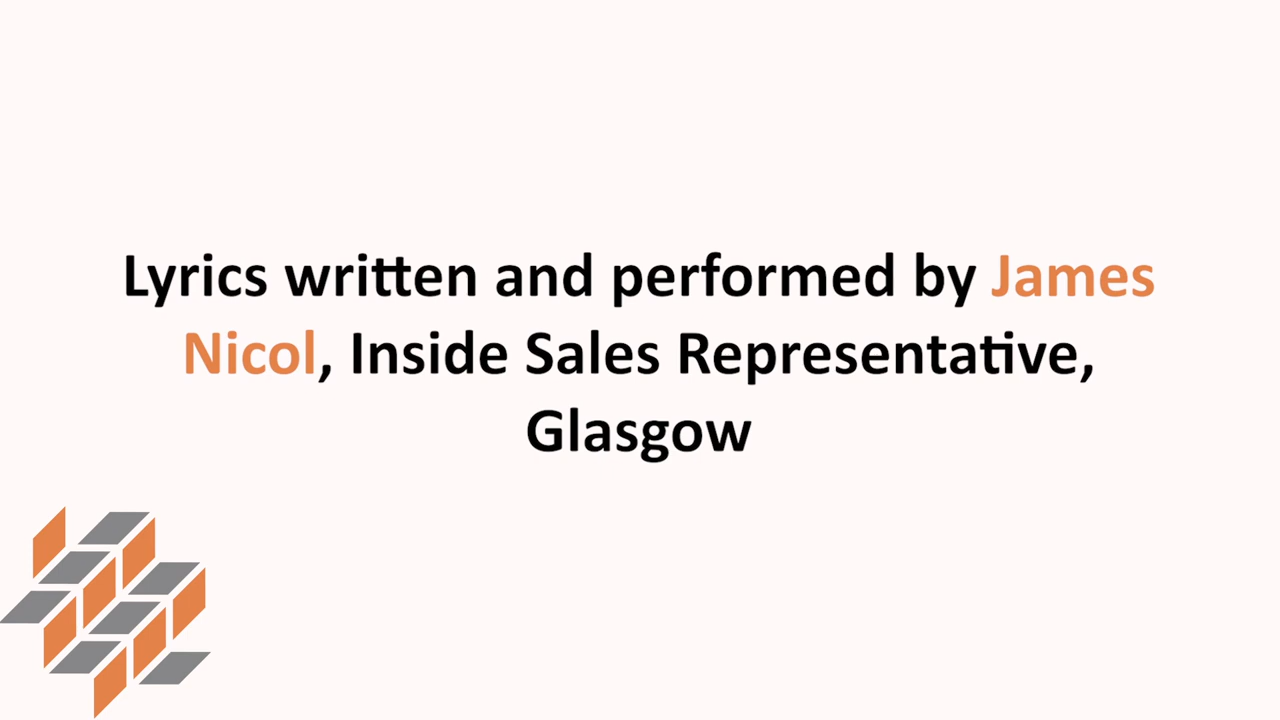 Lyrics written and performed by James
Nicol, Inside Sales Representative,
Glasgow